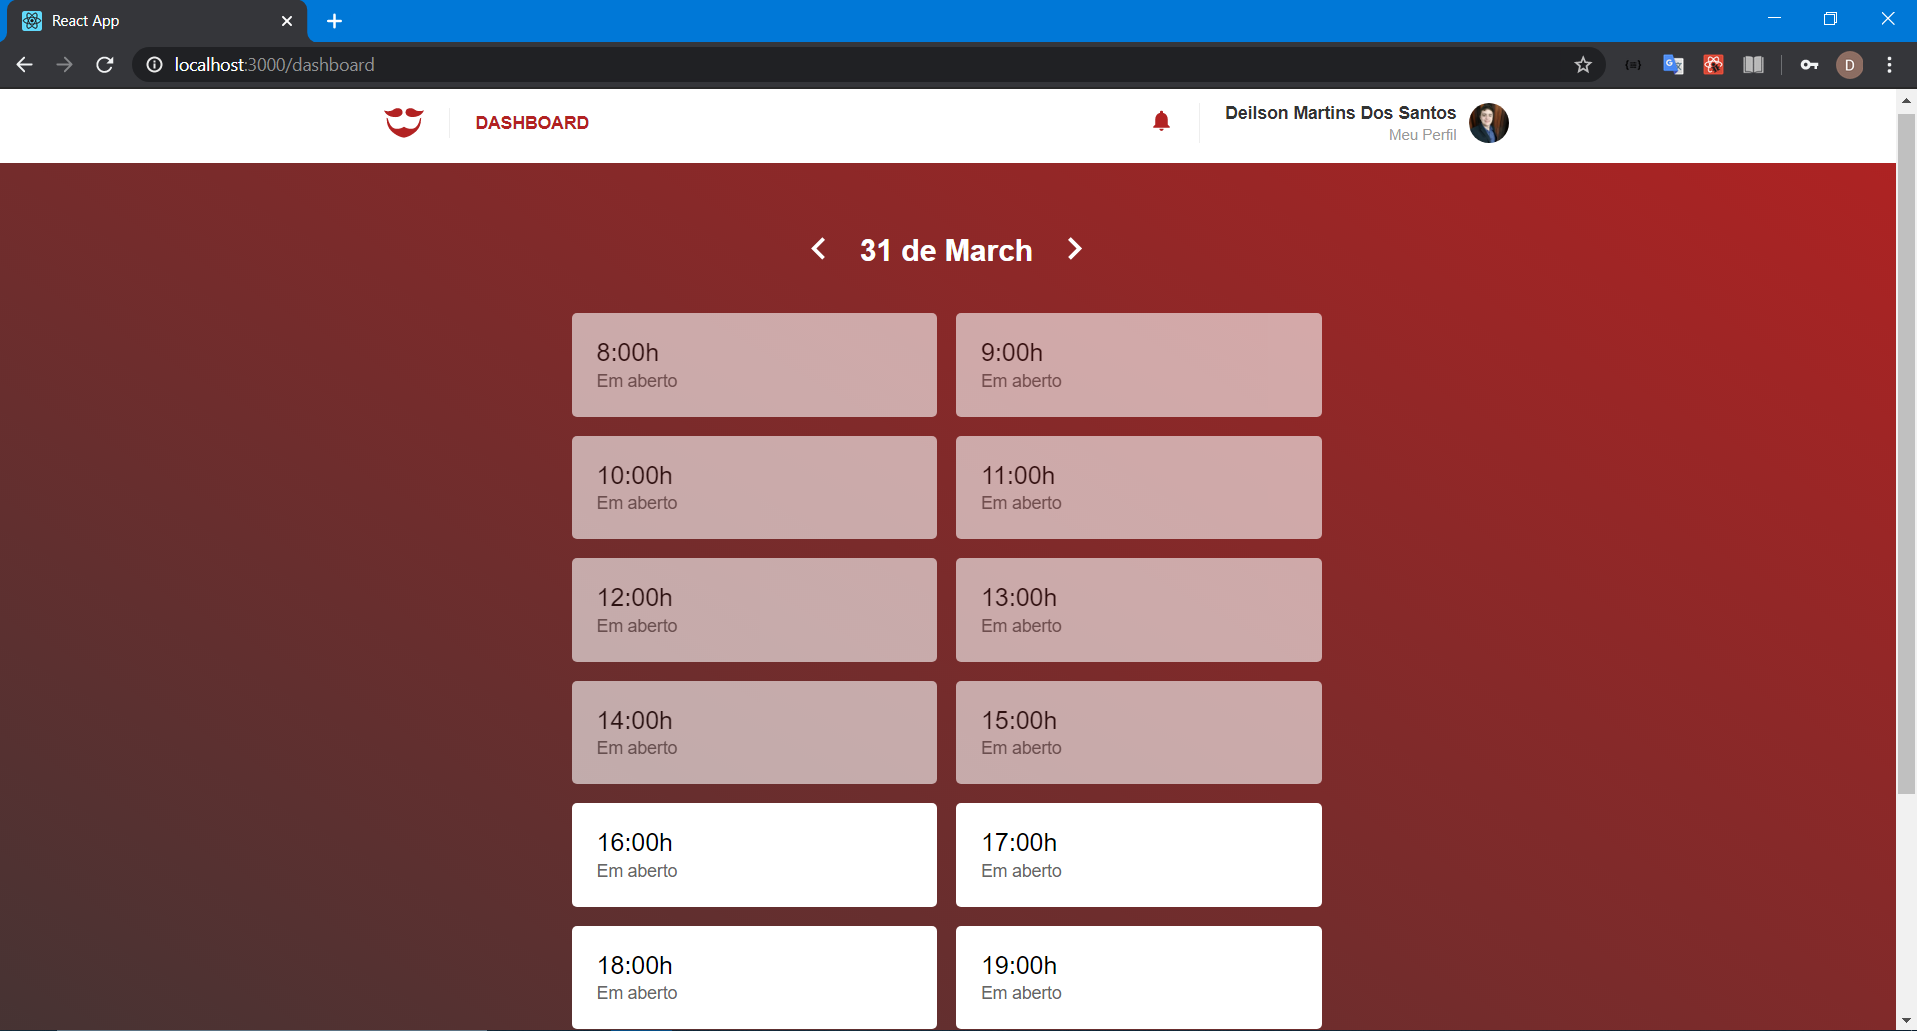 React App
localhost:3000/dashboard
D
DASHBOARD
Deilson Martins Dos Santos
Meu Perfil
31 de March
8:00h
Em aberto
9:00h
Em aberto
10:00h
Em aberto
11:00h
Em aberto
12:00h
Em aberto
13:00h
Em aberto
14:00h
Em aberto
15:00h
Em aberto
16:00h
Em aberto
17:00h
Em aberto
18:00h
Em aberto
19:00h
Em aberto